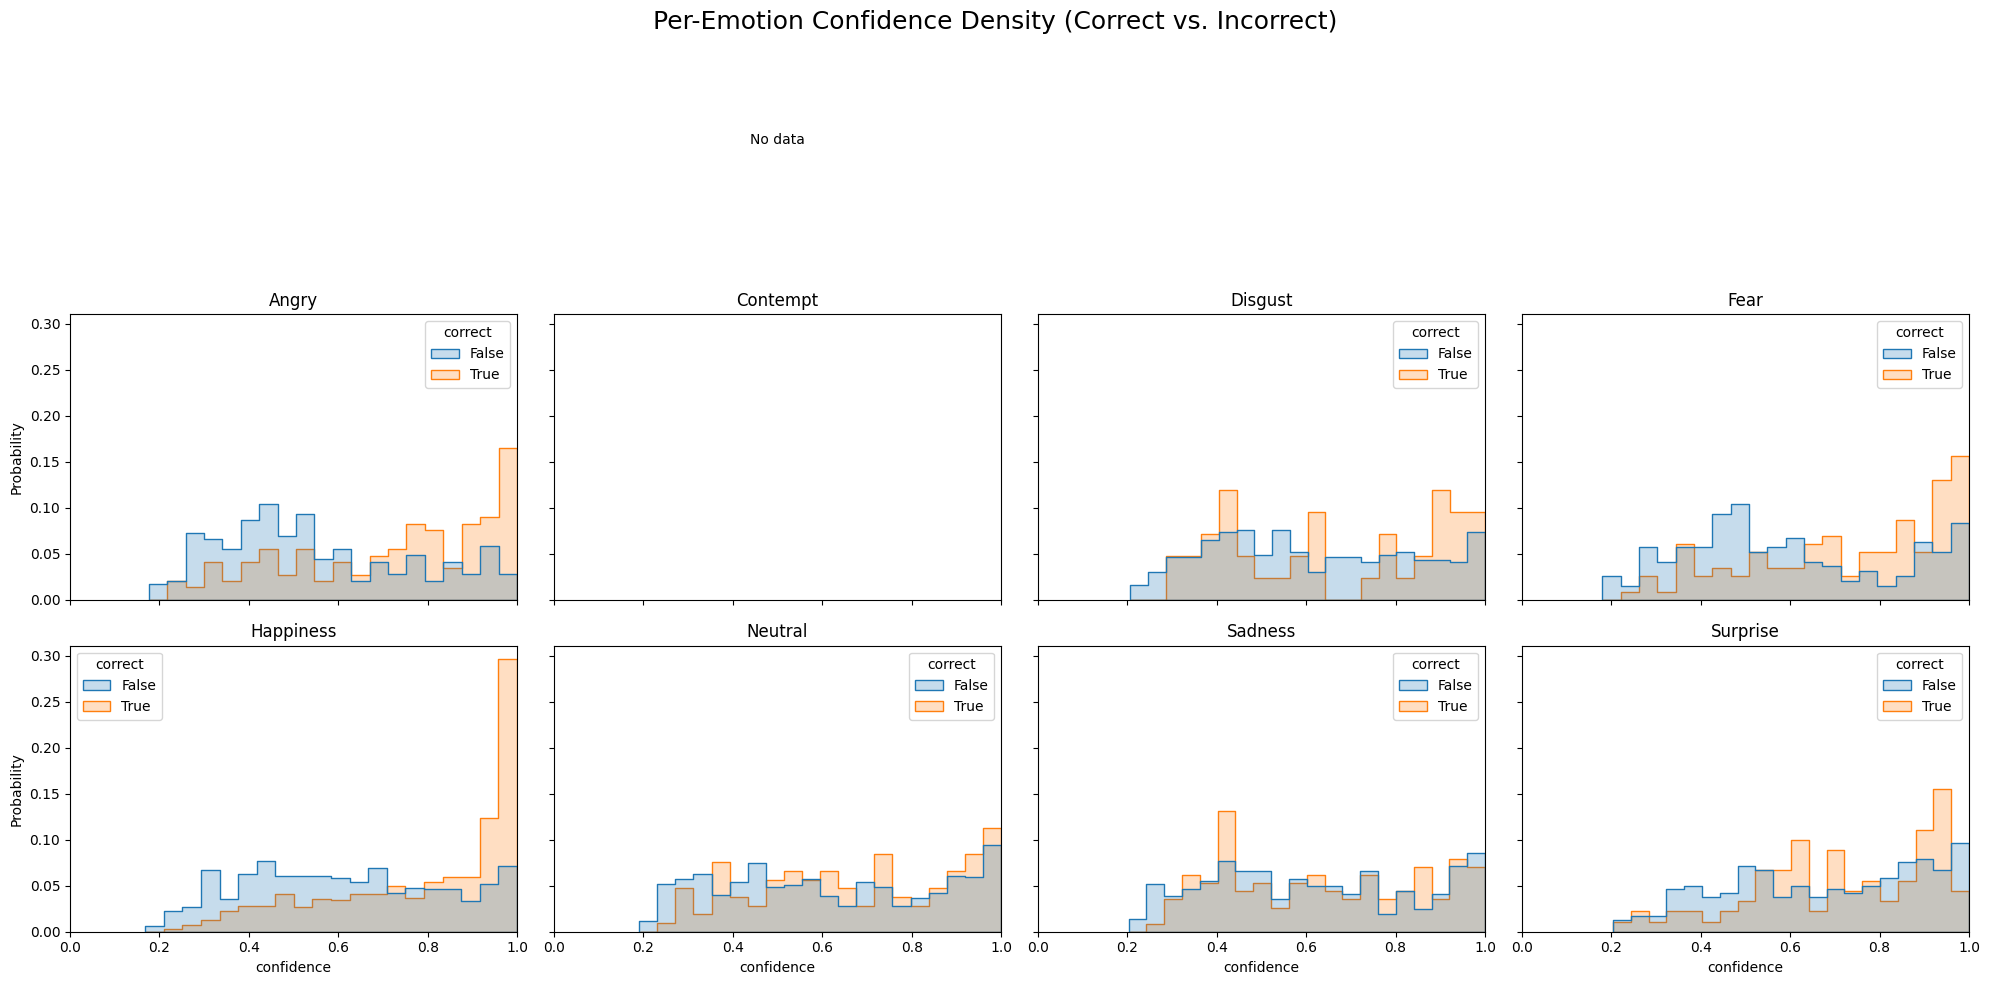 Per-Emotion Confidence Density (Correct vs. Incorrect)
No data
Angry
Contempt
Disgust
Fear
0.30
0.25
0.20
0.15
0.10
0.05
0.00
Probability
correct
False
True
correct
False
True
correct
False
True
Happiness
Neutral
Sadness
Surprise
0.30
0.25
0.20
0.15
0.10
0.05
0.00
Probability
correct
False
True
correct
False
True
correct
False
True
correct
False
True
0.0 0.2 0.4 0.6 0.8 1.0
0.0 0.2 0.4 0.6 0.8 1.0
0.0 0.2 0.4 0.6 0.8 1.0
0.0 0.2 0.4 0.6 0.8 1.0
confidence
confidence
confidence
confidence